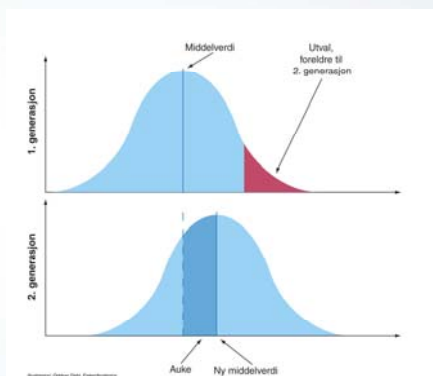 Middelverdi
Utval,
foreldre til
2. generasjon
1. generasjon
2. generasjon
Auke
Ny middelverdi